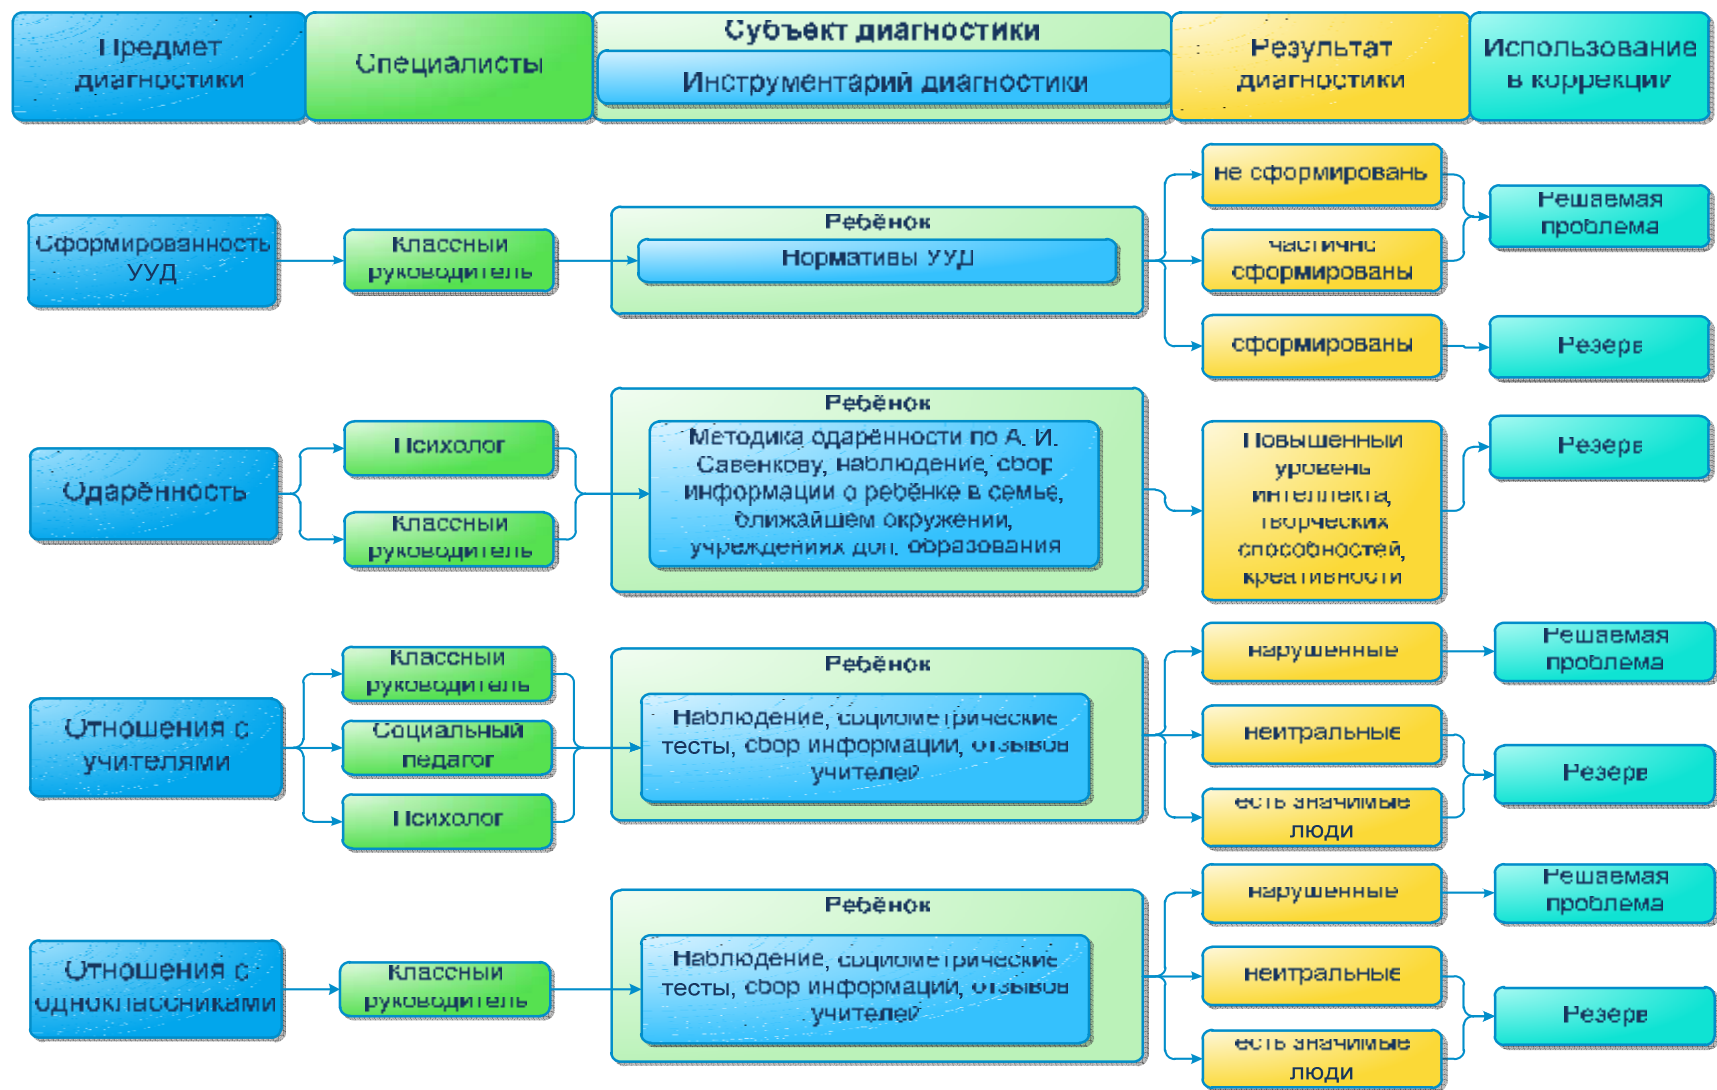 Предмет
диагностики
Специалисты
Субъект диагностики
Инструментарий диагностики
Результат
диагностики
Использование
в коррекции
Сформированность
УУД
Классный
руководитель
Ребёнок
Нормативы УУД
не сформированы
частично
сформированы
сформированы
Решаемая
проблема
Резерв
Одарённость
Психолог
Классный
руководитель
Ребёнок
Методика одарённости по А. И.
Савенкову, наблюдение, сбор
информации о ребёнке в семье,
ближайшем окружении,
учреждениях доп. образования
Повышенный
уровень
интеллекта,
творческих
способностей,
креативности
Резерв
Отношения с
учителями
Классный
руководитель
Социальный
педагог
Психолог
Ребёнок
Наблюдение, социометрические
тесты, сбор информации, отзывов
учителей
нарушенные
нейтральные
есть значимые
люди
Решаемая
проблема
Резерв
Отношения с
одноклассниками
Классный
руководитель
Ребёнок
Наблюдение, социометрические
тесты, сбор информации, отзывов
учителей
нарушенные
нейтральные
есть значимые
люди
Решаемая
проблема
Резерв